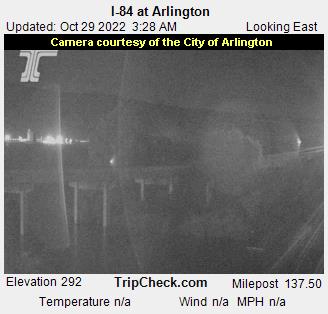 I-84 at Arlington
Updated: Oct 29 2022 3:28 AM Looking East
Camera courtesy of the City of Arlington
Elevation 292 TripCheck.com Milepost 137.50
Temperature n/a Wind n/a MPH n/a